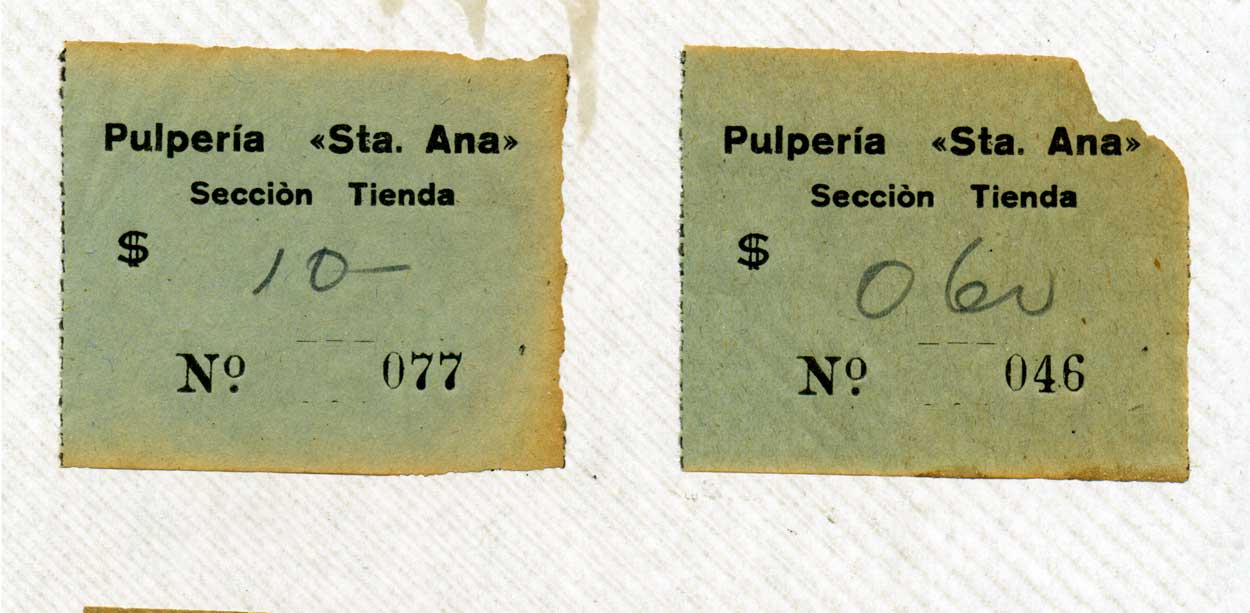 Pulpería «Sta. Ana»
Secciòn Tienda
$ 10-
Nº 077
Pulpería «Sta. Ana»
Secciòn Tienda
$ 0 60
Nº 046